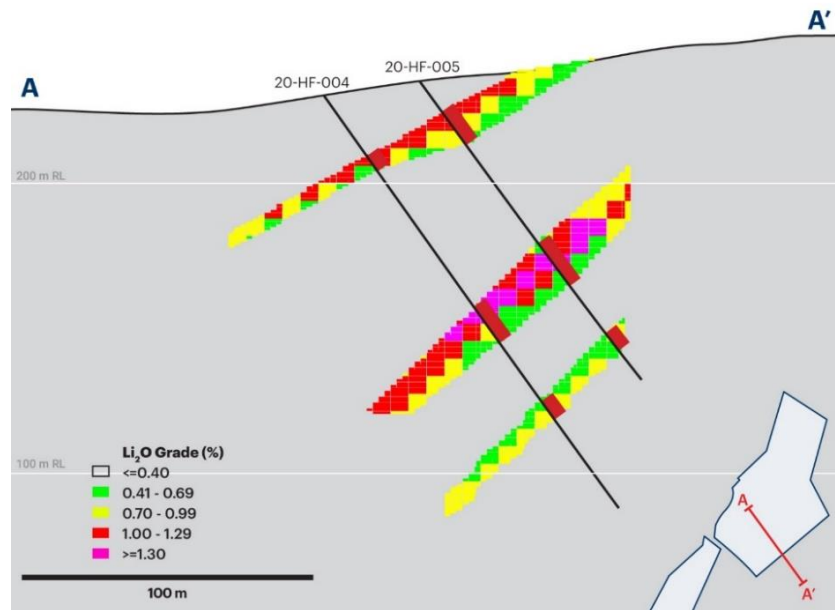 A
A'
20-HF-004
20-HF-005
200 m RL
100 m RL
Li₂O Grade (%)
<=0.40
0.41 - 0.69
0.70 - 0.99
1.00 - 1.29
>=1.30
100 m
A
A'